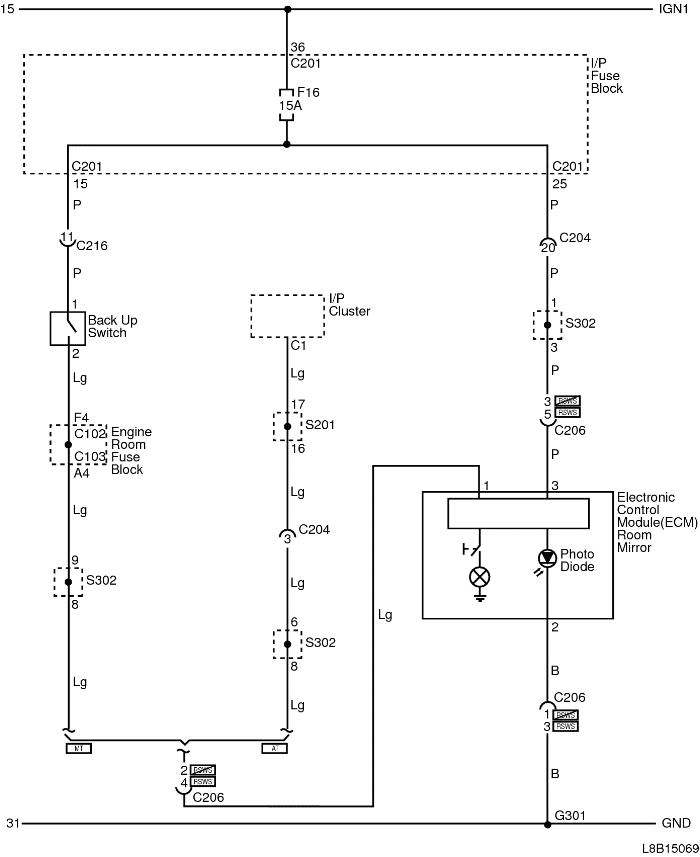 15
IGN1
36
C201
I/P
Fuse
Block
F16
15A
C201
C201
15
25
P
P
11
C216
C204
20
P
P
I/P
Cluster
1
1
Back Up
Switch
S302
2
C1
3
Lg
Lg
P
F4
17
3 RSWS
5 RSWS
C102
Engine
Room
Fuse
Block
S201
C206
C103
16
A4
P
Lg
Lg
1
3
Electronic
Control
Module(ECM)
Room
Mirror
C204
3
Photo
Diode
9
S302
Lg
8
Lg
6
S302
2
8
B
Lg
Lg
C206
1 RSWS
3 RSWS
MT
AT
2 RSWS
4 RSWS
C206
B
G301
31
GND
L8B15069